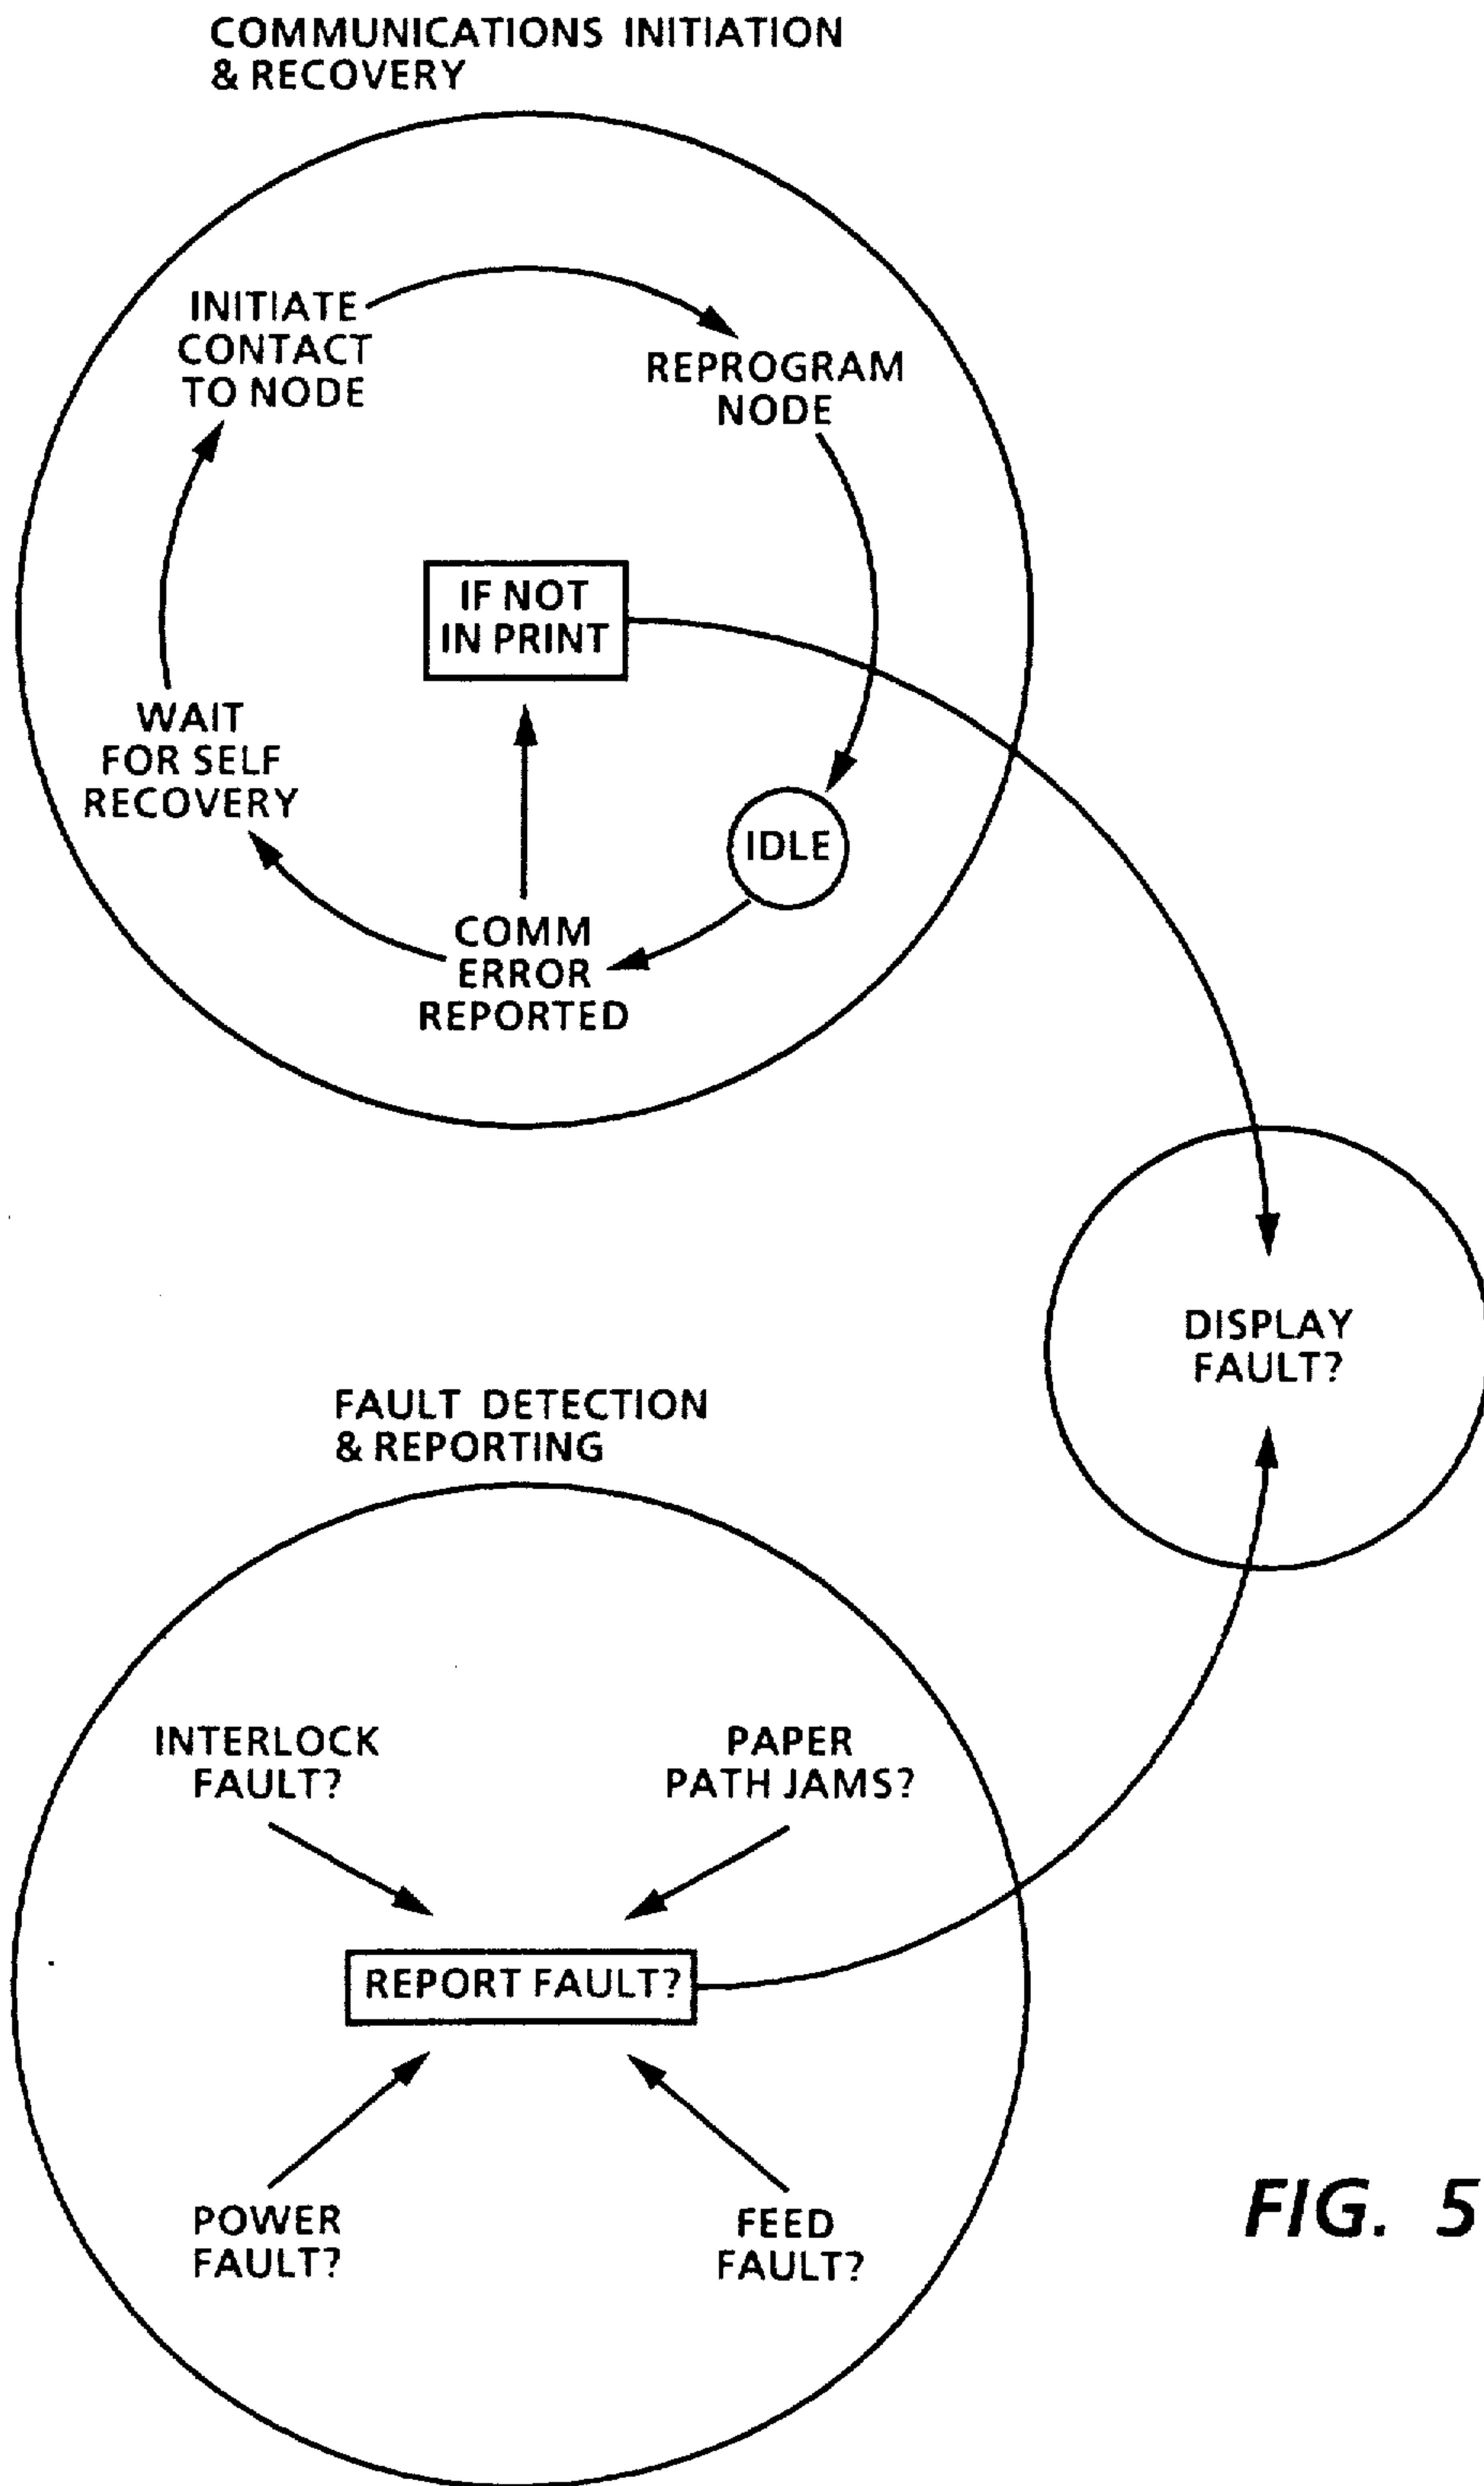 COMMUNICATIONS INITIATION
& RECOVERY
INITIATE
CONTACT
TO NODE
REPROGRAM
NODE
IF NOT
IN PRINT
WAIT
FOR SELF
RECOVERY
IDLE
COMM
ERROR
REPORTED
DISPLAY
FAULT?
FAULT DETECTION
& REPORTING
INTERLOCK
FAULT?
PAPER
PATH JAMS?
REPORT FAULT?
POWER
FAULT?
FEED
FAULT?
FIG. 5